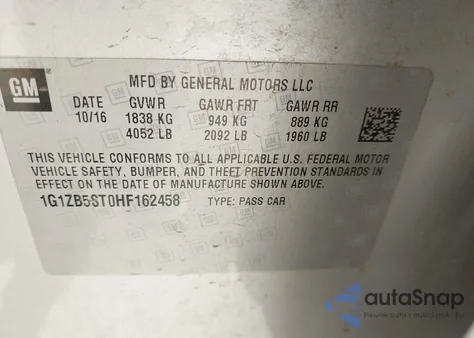 GM
MFD BY GENERAL MOTORS LLC
DATE GVWR GAWR FRT GAWR RR
10/16 1838 KG 949 KG 889 KG
4052 LB 2092 LB 1960 LB
THIS VEHICLE CONFORMS TO ALL APPLICABLE U.S. FEDERAL MOTOR
VEHICLE SAFETY, BUMPER, AND THEFT PREVENTION STANDARDS IN
EFFECT ON THE DATE OF MANUFACTURE SHOWN ABOVE.
1G1ZB5ST0HF162458 TYPE: PASS CAR
autoSnap